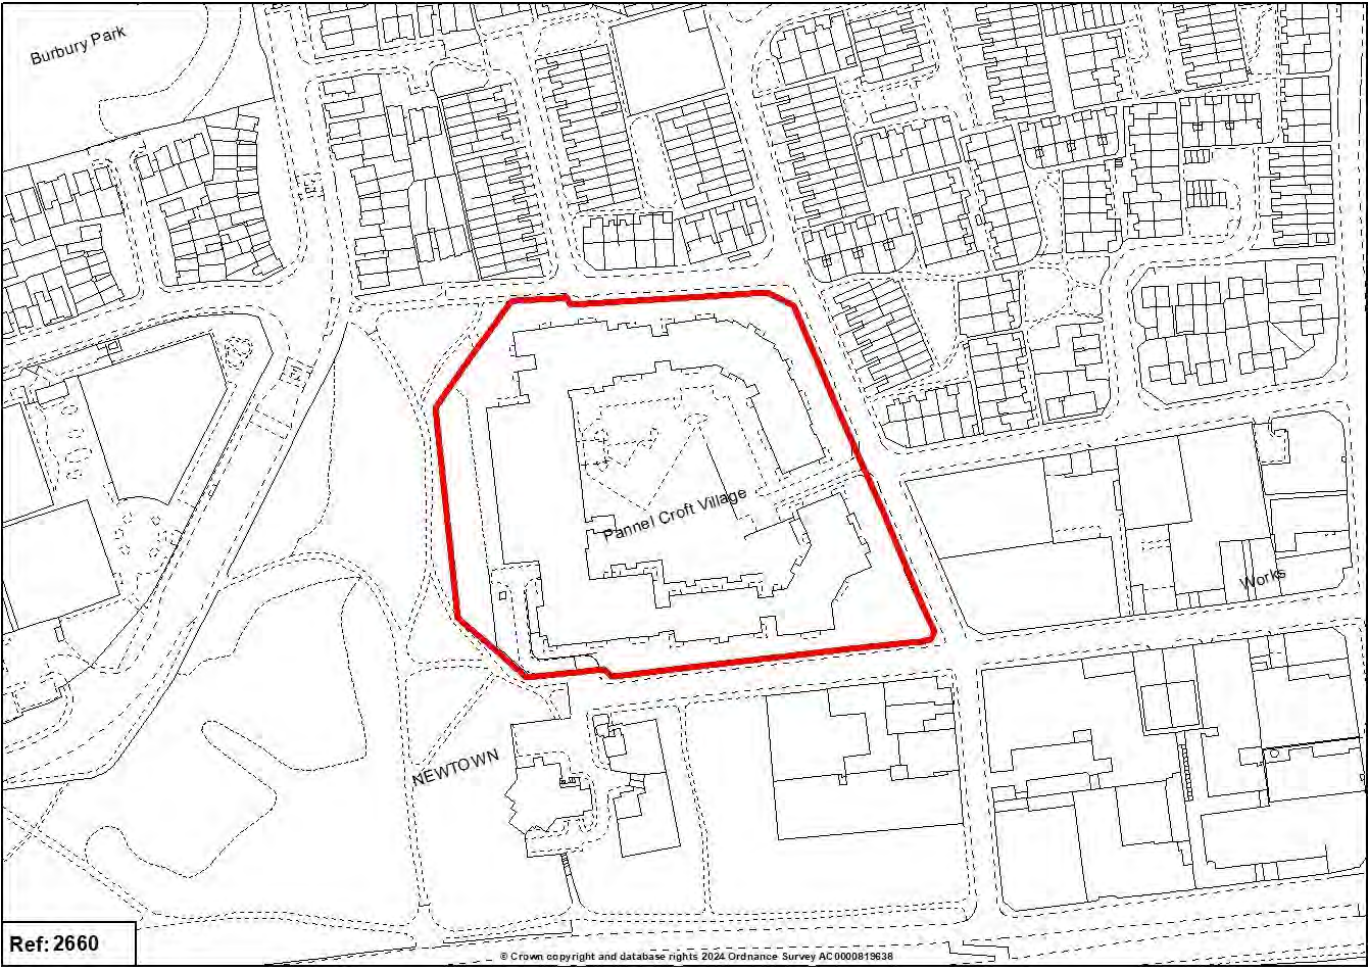 Burbury Park
Pannel Croft Village
Works
NEWTOWN
Ref: 2660
© Crown copyright and database rights 2024 Ordnance Survey AC0000819638